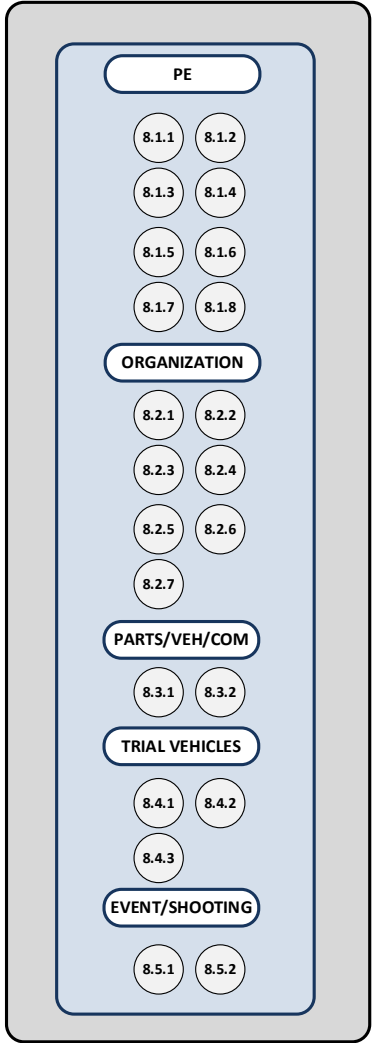 PE
8.1.1 8.1.2
8.1.3 8.1.4
8.1.5 8.1.6
8.1.7 8.1.8
ORGANIZATION
8.2.1 8.2.2
8.2.3 8.2.4
8.2.5 8.2.6
8.2.7
PARTS/VEH/COM
8.3.1 8.3.2
TRIAL VEHICLES
8.4.1 8.4.2
8.4.3
EVENT/SHOOTING
8.5.1 8.5.2